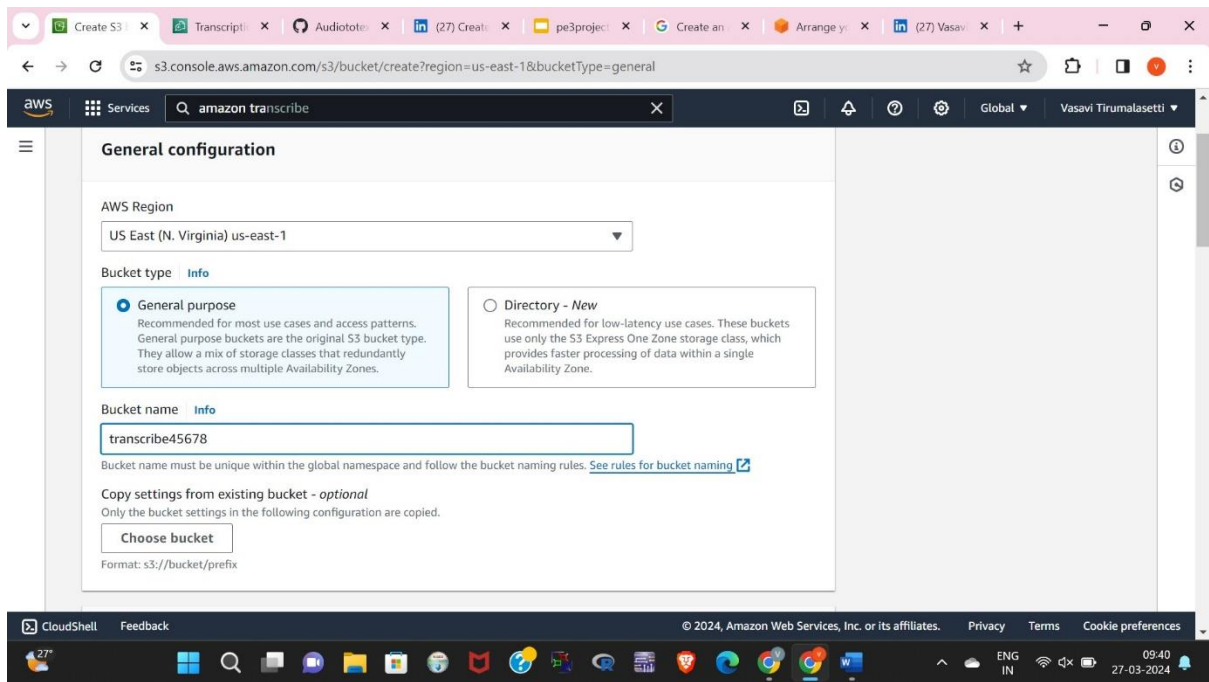 Create S3
Transcripti
Audiototex
(27) Create
pe3project
Create an
Arrange yo
(27) Vasavi
s3.console.aws.amazon.com/s3/bucket/create?region=us-east-1&bucketType=general
aws
Services
amazon transcribe
Global
Vasavi Tirumalasetti
General configuration
AWS Region
US East (N. Virginia) us-east-1
Bucket type Info
General purpose
Recommended for most use cases and access patterns.
General purpose buckets are the original S3 bucket type.
They allow a mix of storage classes that redundantly
store objects across multiple Availability Zones.
Directory - New
Recommended for low-latency use cases. These buckets
use only the S3 Express One Zone storage class, which
provides faster processing of data within a single
Availability Zone.
Bucket name Info
transcribe45678
Bucket name must be unique within the global namespace and follow the bucket naming rules. See rules for bucket naming
Copy settings from existing bucket - optional
Only the bucket settings in the following configuration are copied.
Choose bucket
Format: s3://bucket/prefix
CloudShell Feedback © 2024, Amazon Web Services, Inc. or its affiliates. Privacy Terms Cookie preferences
27°
ENG
IN
09:40
27-03-2024